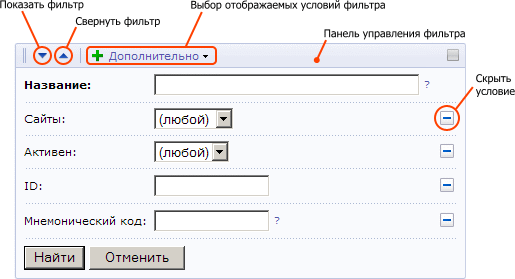 Показать фильтр
Свернуть фильтр
Выбор отображаемых условий фильтра
Панель управления фильтра
Дополнительно
Название:
?
Скрыть
условие
Сайты:
(любой)
Активен:
(любой)
ID:
Мнемонический код:
?
Найти
Отменить